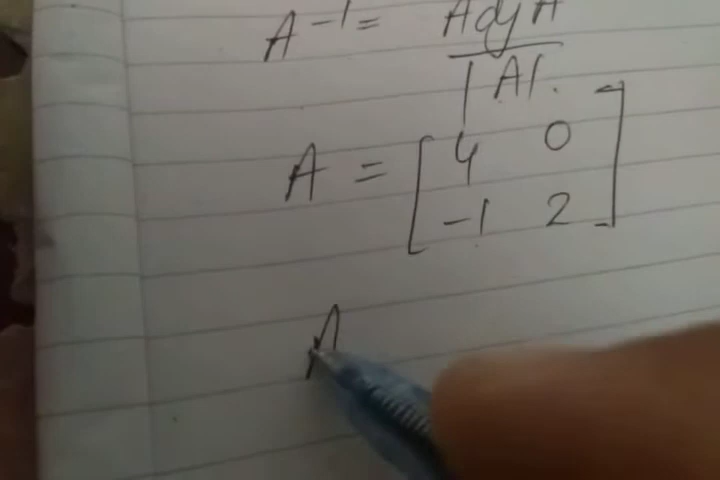 A⁻¹ = Adj A
|A|.
A = [4 0
-1 2]
A